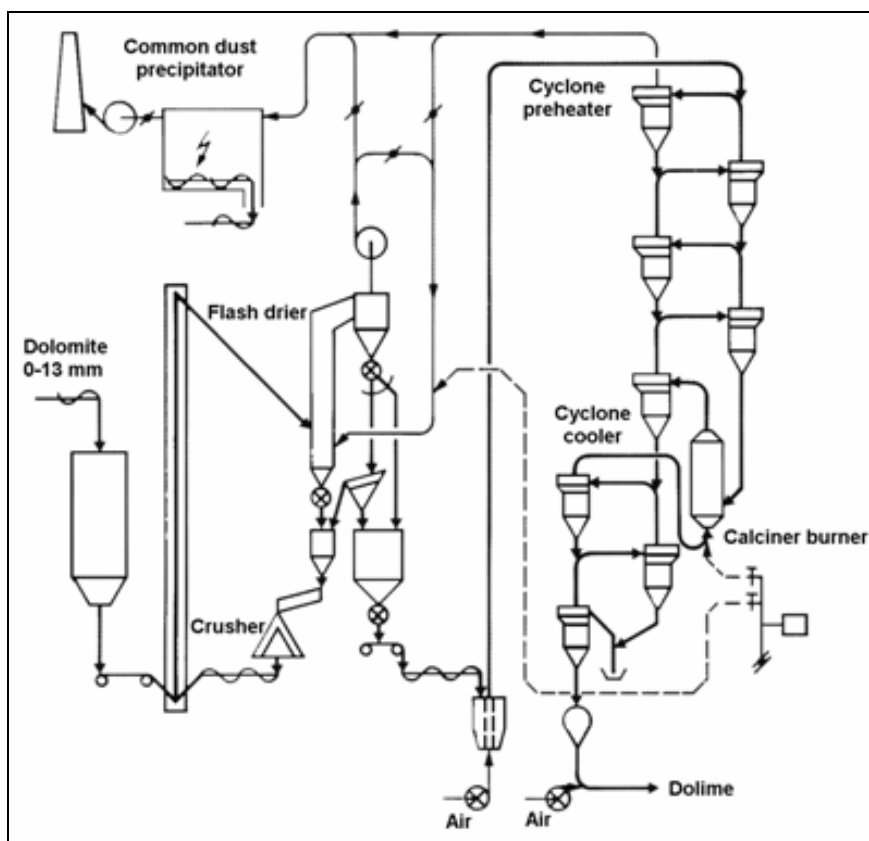 Common dust
precipitator
Cyclone
preheater
Flash drier
Dolomite
0-13 mm
Cyclone
cooler
Calciner burner
Crusher
Air
Air
Dolime